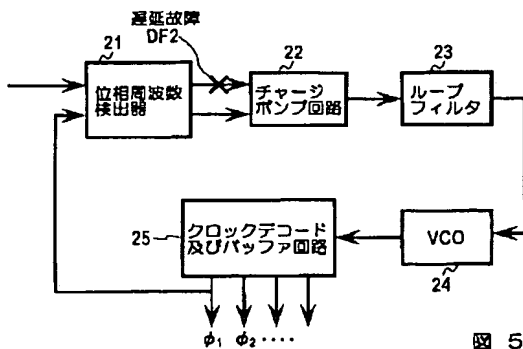 遅延故障
DF2
21
位相周波数
検出器
22
チャージ
ポンプ回路
23
ループ
フィルタ
25
クロックデコード
及びバッファ回路
VCO
24
φ1 φ2 ‥‥
図 5